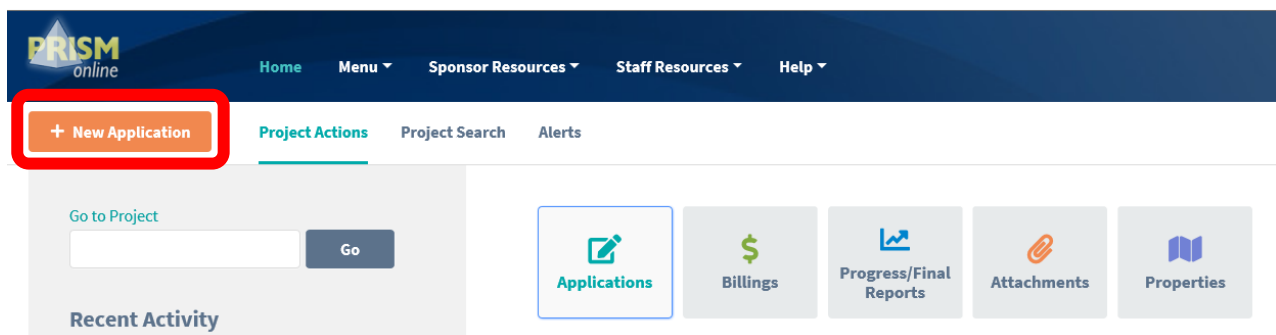 PRISM
online
Home Menu Sponsor Resources Staff Resources Help
+ New Application
Project Actions Project Search Alerts
Go to Project
Go
Applications
Billings
Progress/Final
Reports
Attachments
Properties
Recent Activity